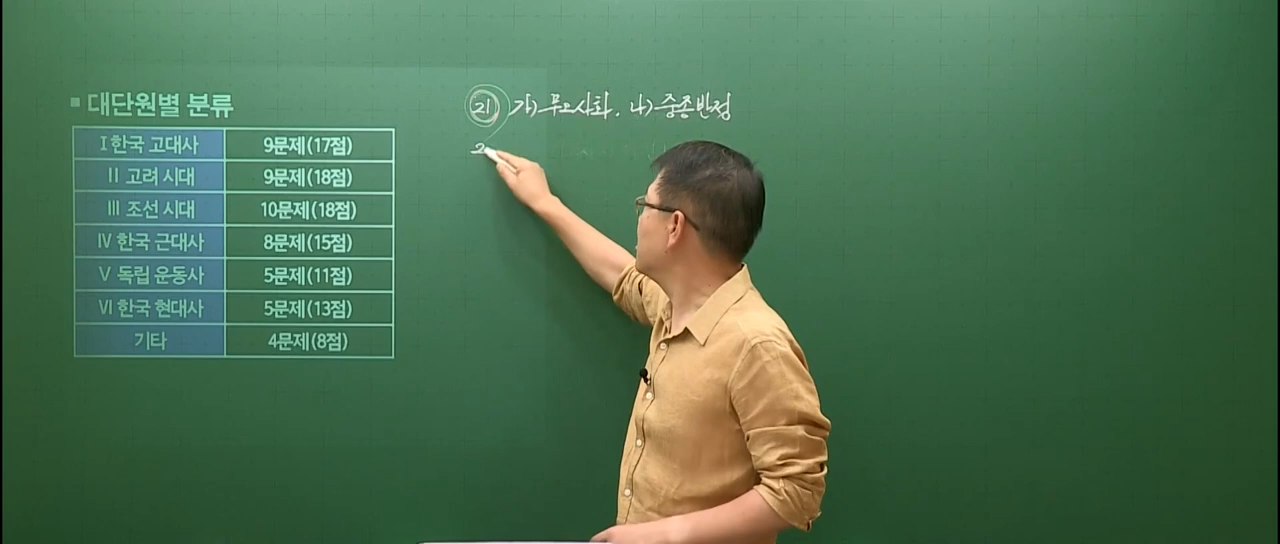 ▪ 대단원별 분류
Ⅰ 한국 고대사 9문제(17점)
Ⅱ 고려 시대 9문제(18점)
Ⅲ 조선 시대 10문제(18점)
Ⅳ 한국 근대사 8문제(15점)
Ⅴ 독립 운동사 5문제(11점)
Ⅵ 한국 현대사 5문제(13점)
기타 4문제(8점)
21 가) 무오사화, 나) 중종반정
2